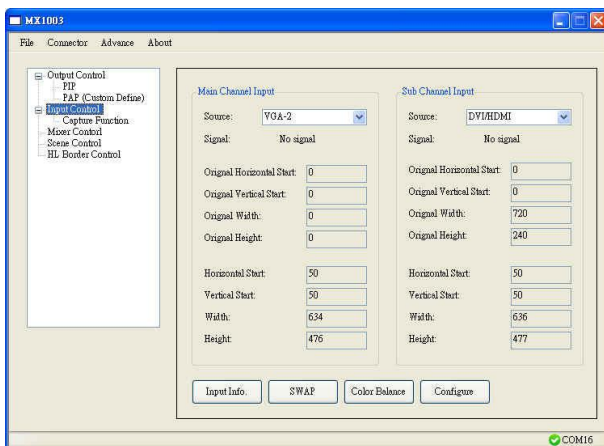 MX1003
File Connector Advance About
Output Control
PIP
PAP (Custom Define)
Input Control
Capture Function
Mixer Contorl
Scene Control
HL Border Control
Main Channel Input
Source: VGA-2
Signal: No signal
Orignal Horizontal Start: 0
Orignal Vertical Start: 0
Orignal Width: 0
Orignal Height: 0
Horizontal Start: 50
Vertical Start: 50
Width: 634
Height: 476
Sub Channel Input
Source: DVI/HDMI
Signal: No signal
Orignal Horizontal Start: 0
Orignal Vertical Start: 0
Orignal Width: 720
Orignal Height: 240
Horizontal Start: 50
Vertical Start: 50
Width: 636
Height: 477
Input Info. SWAP Color Balance Configure
COM16